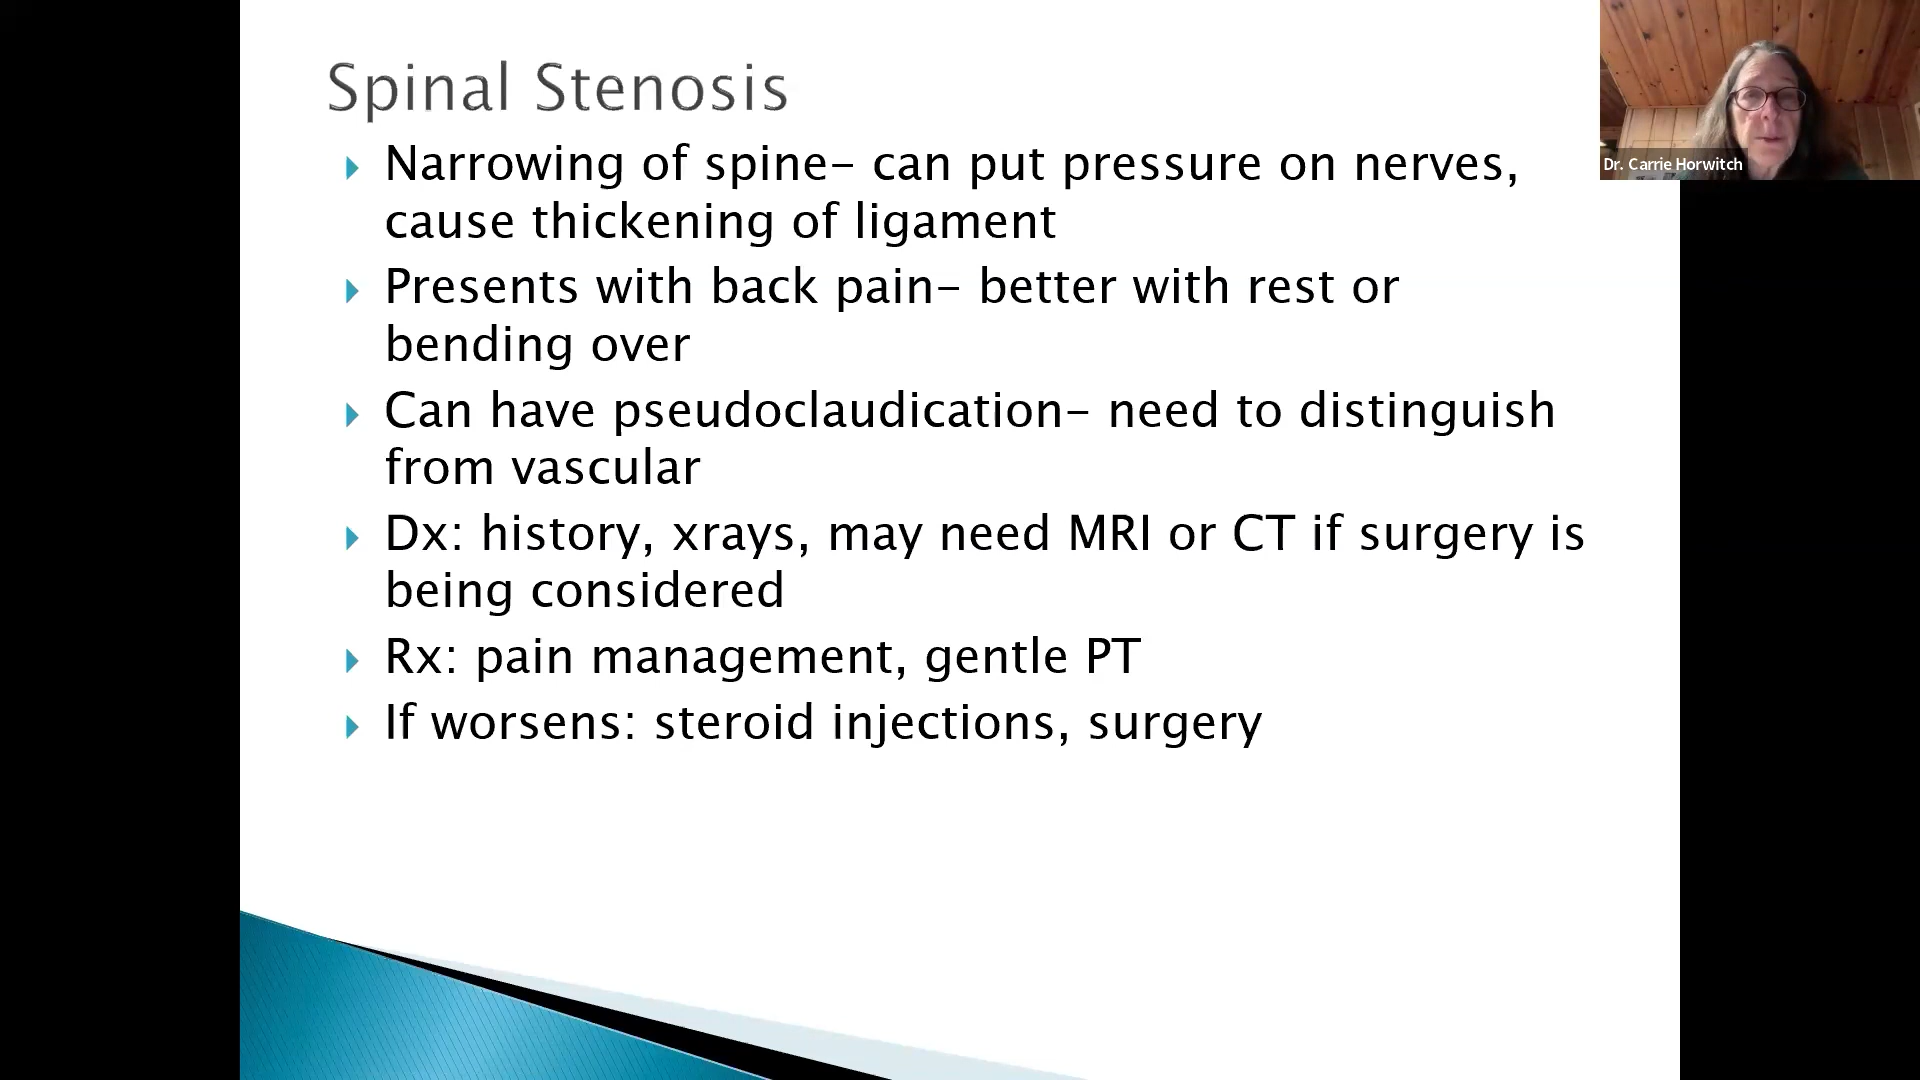 Spinal Stenosis
Narrowing of spine- can put pressure on nerves,
cause thickening of ligament
Presents with back pain- better with rest or
bending over
Can have pseudoclaudication- need to distinguish
from vascular
Dx: history, xrays, may need MRI or CT if surgery is
being considered
Rx: pain management, gentle PT
If worsens: steroid injections, surgery
Dr. Carrie Horwitch